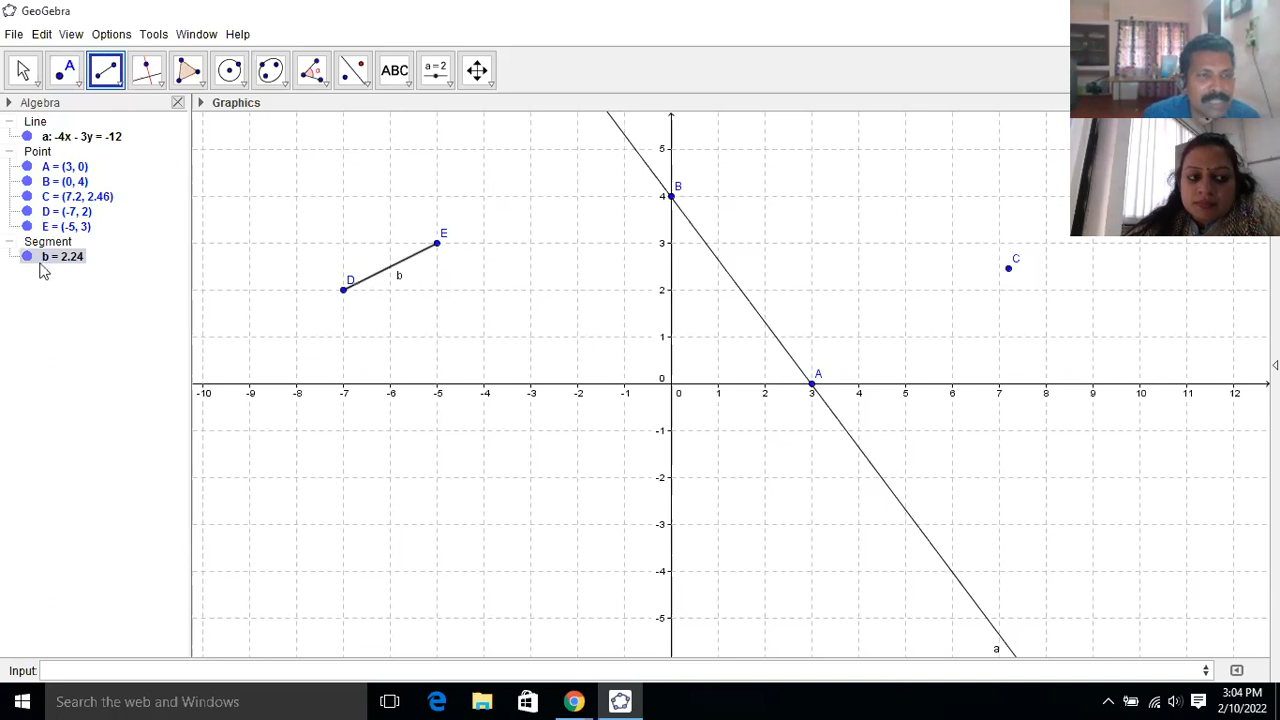 GeoGebra
File Edit View Options Tools Window Help
A
α
ABC
a=2
Algebra
Graphics
Line
a: -4x - 3y = -12
Point
A = (3, 0)
B = (0, 4)
C = (7.2, 2.46)
D = (-7, 2)
E = (-5, 3)
Segment
b = 2.24
5
4
3
2
1
0
-1
-2
-3
-4
-5
-10 -9 -8 -7 -6 -5 -4 -3 -2 -1 0 1 2 3 4 5 6 7 8 9 10 11 12
B
E
D
b
C
A
a
Input:
Search the web and Windows
3:04 PM
2/10/2022